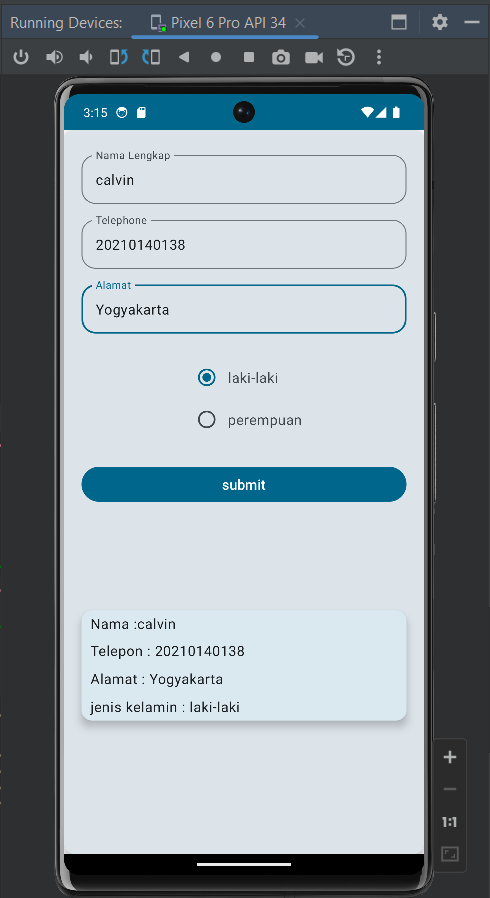 Running Devices: Pixel 6 Pro API 34
3:15
Nama Lengkap
calvin
Telephone
20210140138
Alamat
Yogyakarta
laki-laki
perempuan
submit
Nama :calvin
Telepon : 20210140138
Alamat : Yogyakarta
jenis kelamin : laki-laki
1:1